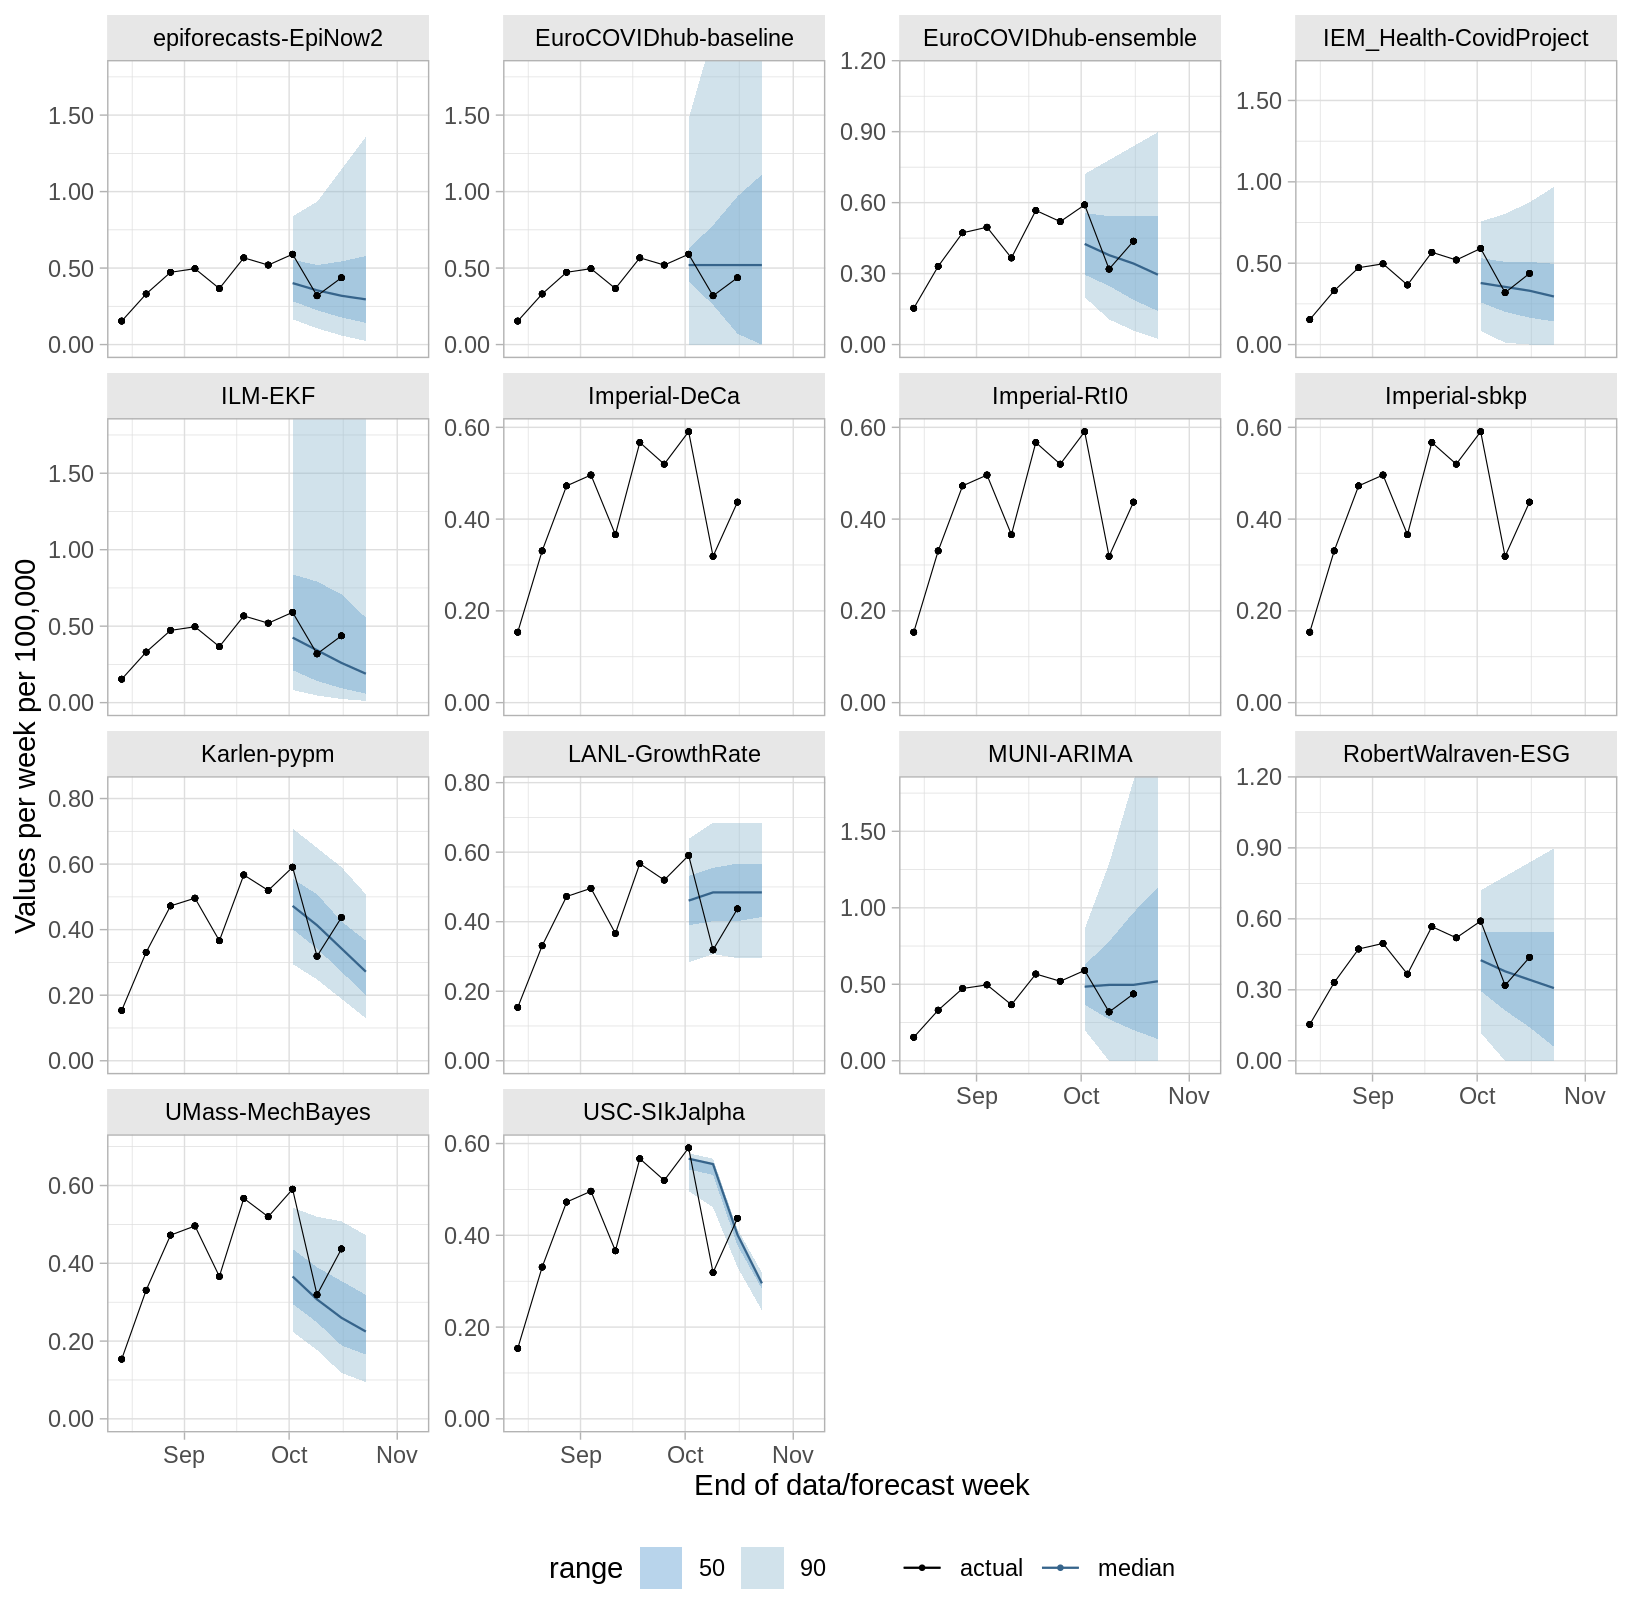 epiforecasts-EpiNow2 EuroCOVIDhub-baseline EuroCOVIDhub-ensemble IEM_Health-CovidProject
1.50 1.00 0.50 0.00
1.50 1.00 0.50 0.00
1.20 0.90 0.60 0.30 0.00
1.50 1.00 0.50 0.00
ILM-EKF Imperial-DeCa Imperial-RtI0 Imperial-sbkp
1.50 1.00 0.50 0.00
0.60 0.40 0.20 0.00
0.60 0.40 0.20 0.00
0.60 0.40 0.20 0.00
Values per week per 100,000
Karlen-pypm LANL-GrowthRate MUNI-ARIMA RobertWalraven-ESG
0.80 0.60 0.40 0.20 0.00
0.80 0.60 0.40 0.20 0.00
1.50 1.00 0.50 0.00
1.20 0.90 0.60 0.30 0.00
Sep Oct Nov
Sep Oct Nov
UMass-MechBayes USC-SIkJalpha
0.60 0.40 0.20 0.00
0.60 0.40 0.20 0.00
Sep Oct Nov
Sep Oct Nov
End of data/forecast week
range 50 90 actual median